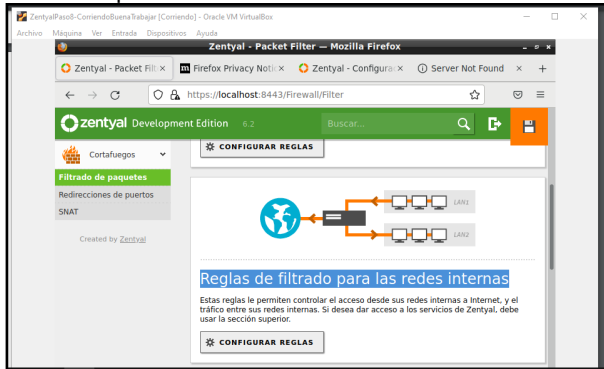 ZentyalPaso8-CorriendoBuenaTrabajar [Corriendo] - Oracle VM VirtualBox
Archivo Máquina Ver Entrada Dispositivos Ayuda
Zentyal - Packet Filter — Mozilla Firefox
Zentyal - Packet Filt
Firefox Privacy Notic
Zentyal - Configurac
Server Not Found
https://localhost:8443/Firewall/Filter
zentyal Development Edition 6.2
Buscar...
Cortafuegos
Filtrado de paquetes
Redirecciones de puertos
SNAT
Created by Zentyal
CONFIGURAR REGLAS
LAN1
LAN2
Reglas de filtrado para las redes internas
Estas reglas le permiten controlar el acceso desde sus redes internas a Internet, y el
tráfico entre sus redes internas. Si desea dar acceso a los servicios de Zentyal, debe
usar la sección superior.
CONFIGURAR REGLAS